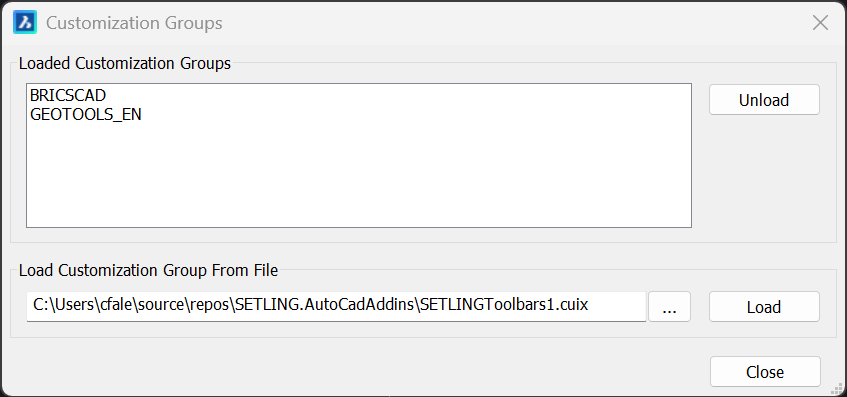 Customization Groups
Loaded Customization Groups
BRICSCAD
GEOTOOLS_EN
Unload
Load Customization Group From File
C:\Users\cfale\source\repos\SETLING.AutoCadAddins\SETLINGToolbars1.cuix
...
Load
Close